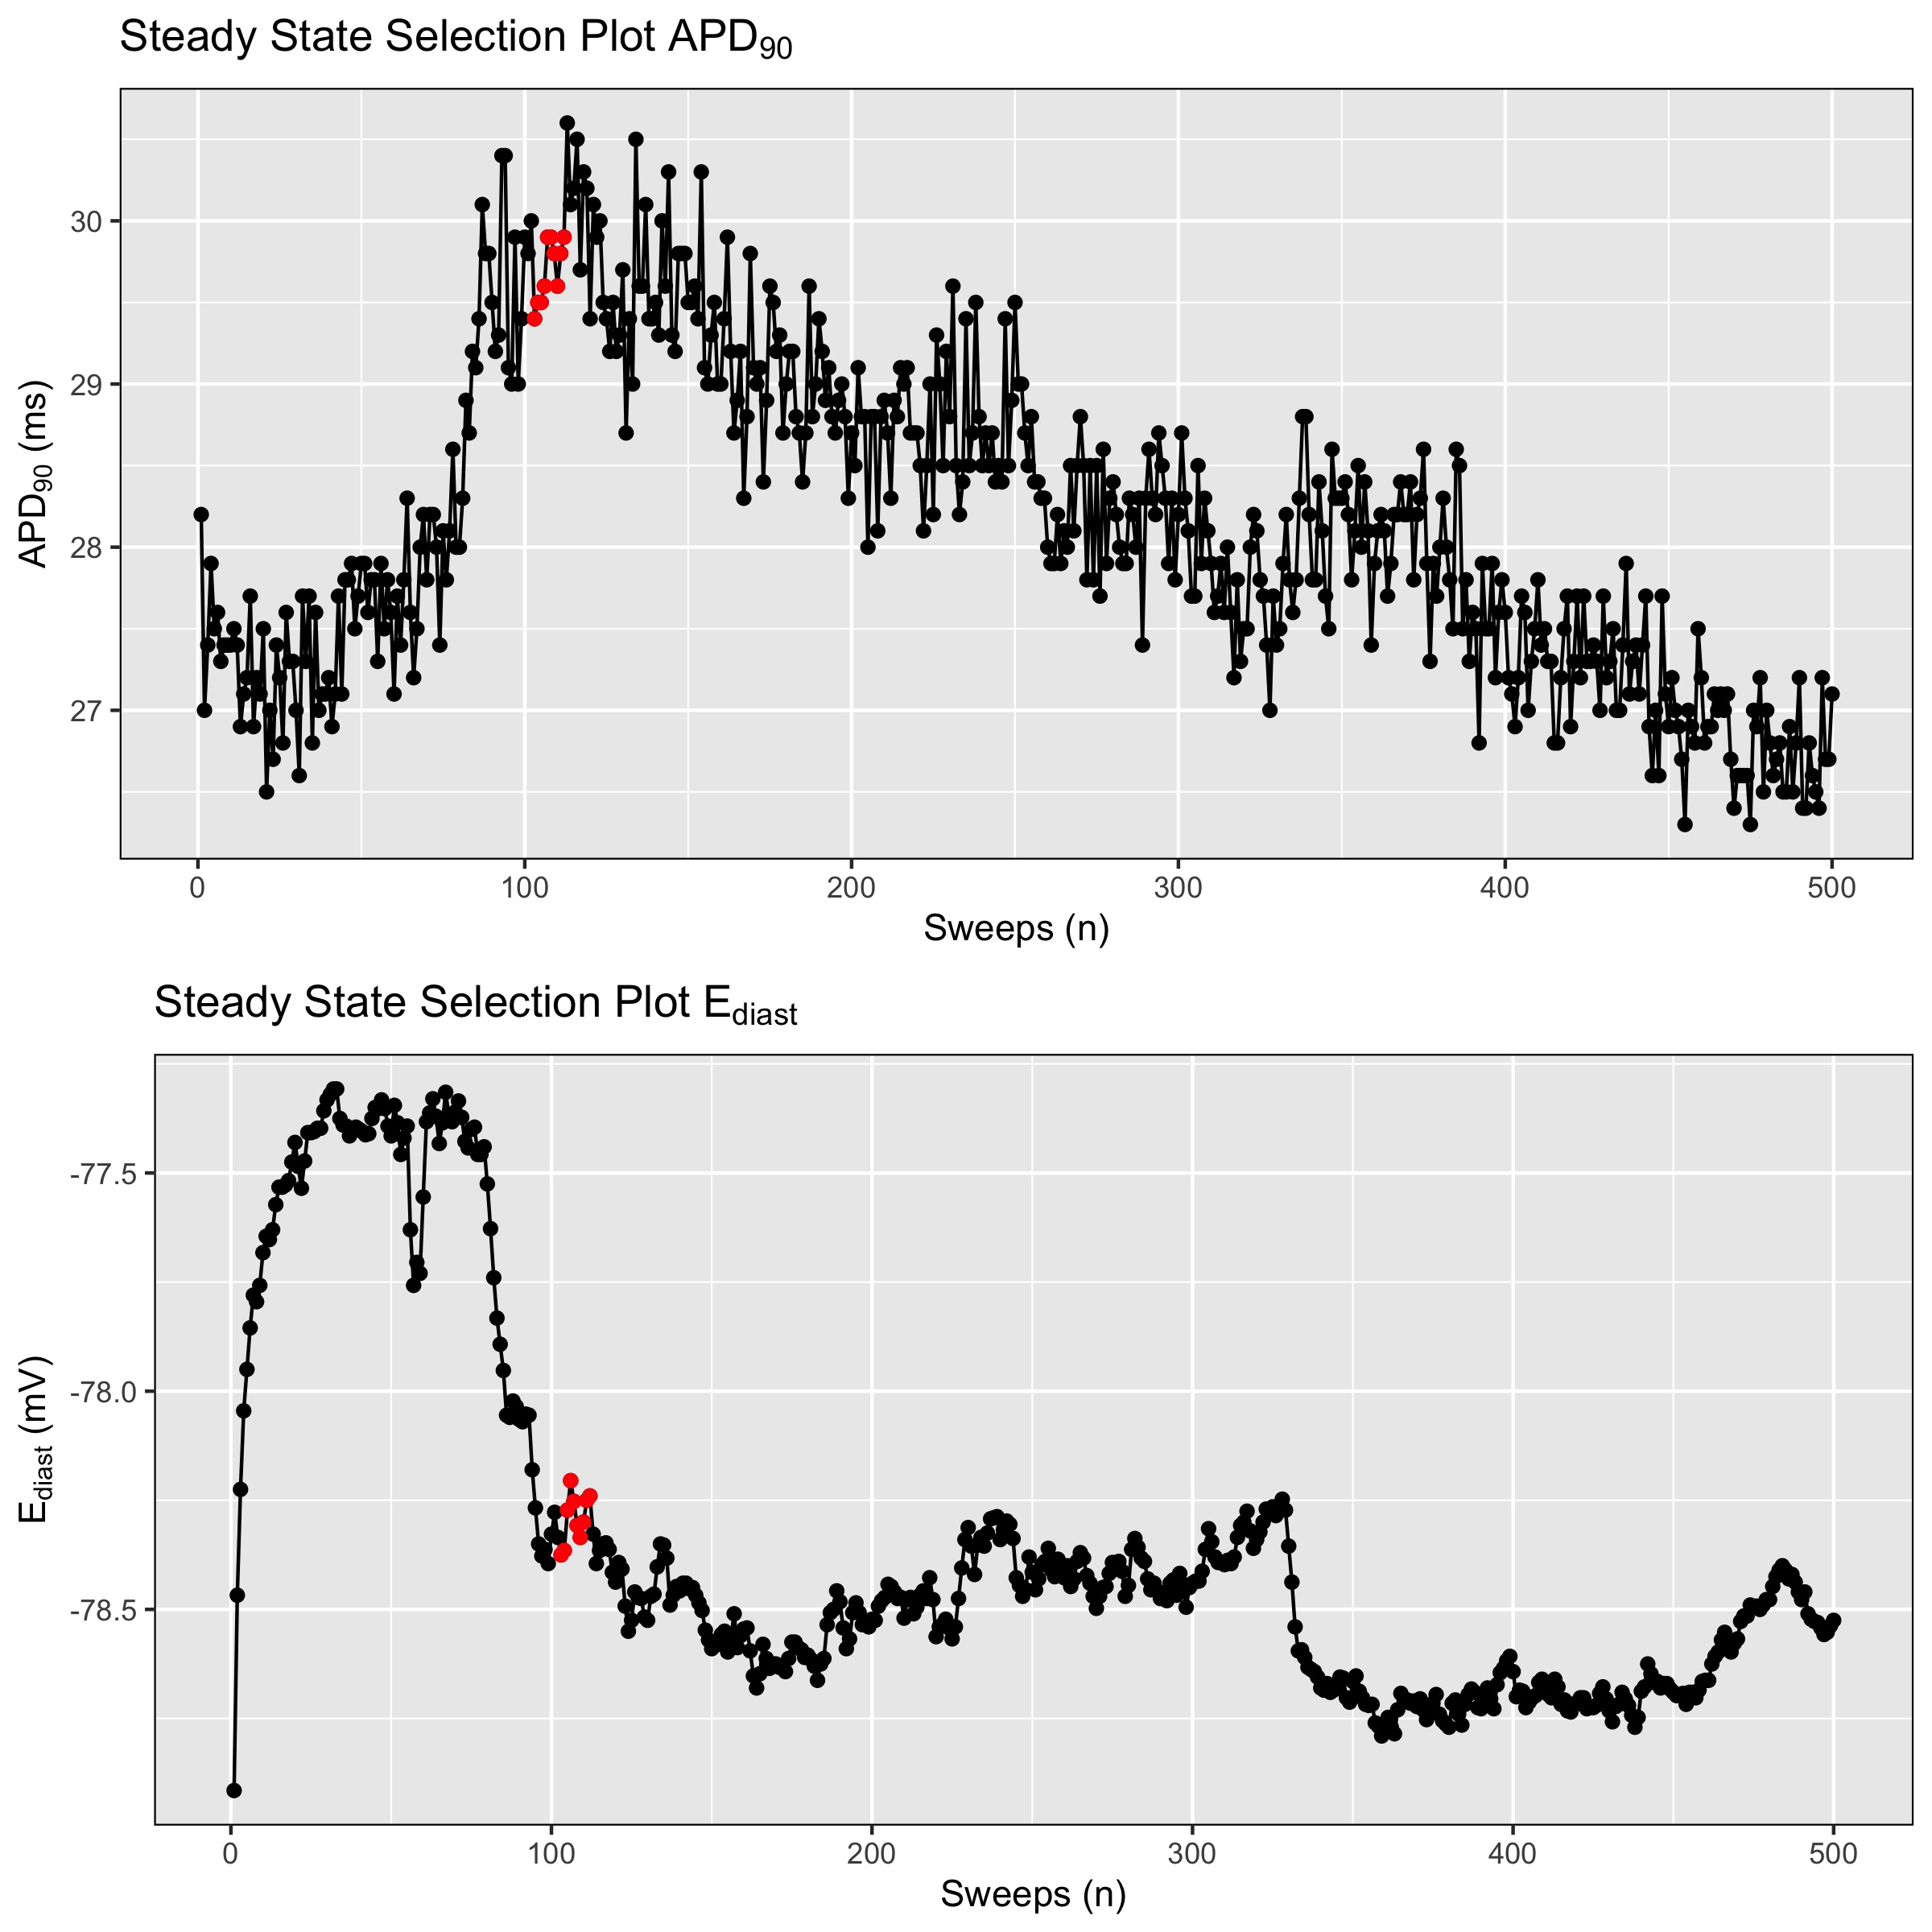 Steady State Selection Plot APD90
30
29
28
27
APD90 (ms)
0 100 200 300 400 500
Sweeps (n)
Steady State Selection Plot Ediast
-77.5
-78.0
-78.5
Ediast (mV)
0 100 200 300 400 500
Sweeps (n)